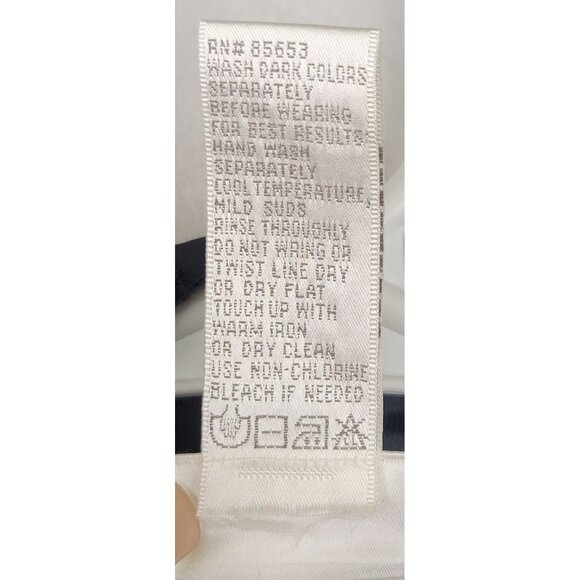 RN# 85653
WASH DARK COLORS
SEPARATELY
BEFORE WEARING
FOR BEST RESULTS:
HAND WASH
SEPARATELY
COOL TEMPERATURE,
MILD SUDS
RINSE THROUGHLY
DO NOT WRING OR
TWIST LINE DRY
OR DRY FLAT
TOUCH UP WITH
WARM IRON
OR DRY CLEAN
USE NON-CHLORINE
BLEACH IF NEEDED